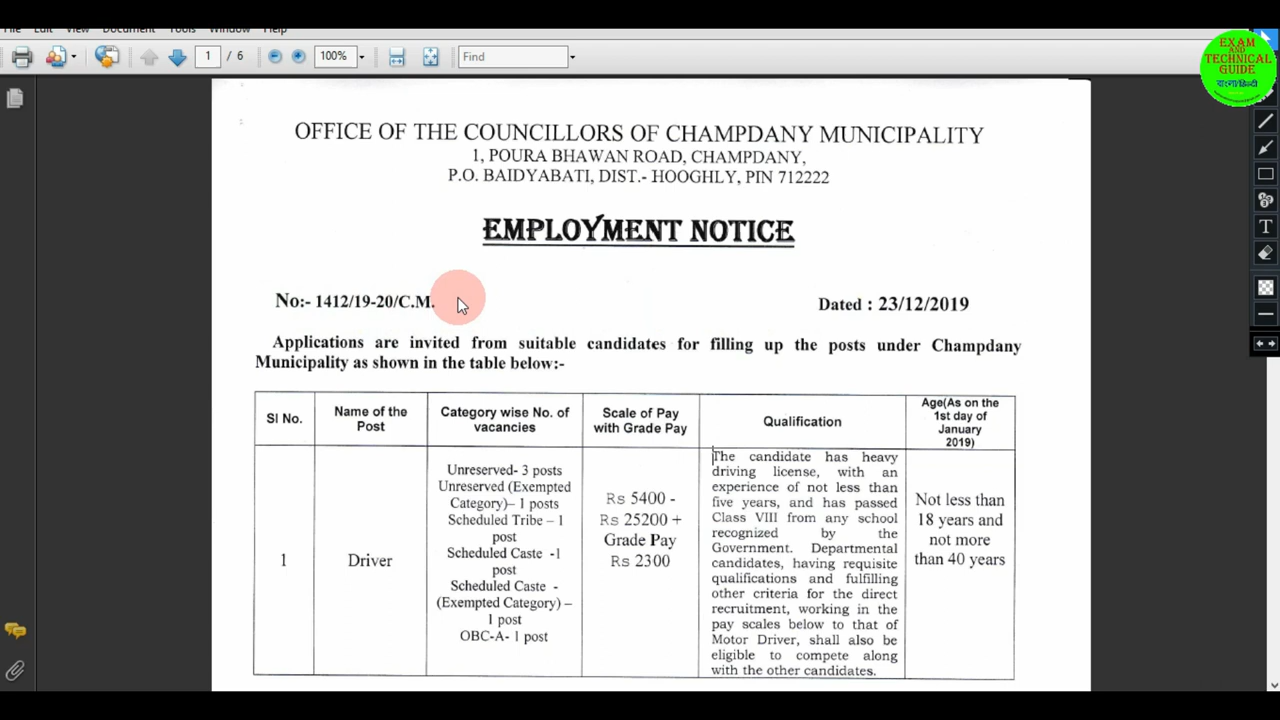 File Edit View Document Tools Window Help
1 / 6 100% Find
EXAM
AND
TECHNICAL
GUIDE
বাংলা/हिन्दी
OFFICE OF THE COUNCILLORS OF CHAMPDANY MUNICIPALITY
1, POURA BHAWAN ROAD, CHAMPDANY,
P.O. BAIDYABATI, DIST.- HOOGHLY, PIN 712222
EMPLOYMENT NOTICE
No:- 1412/19-20/C.M.
Dated : 23/12/2019
Applications are invited from suitable candidates for filling up the posts under Champdany
Municipality as shown in the table below:-
Sl No.
Name of the
Post
Category wise No. of
vacancies
Scale of Pay
with Grade Pay
Qualification
Age(As on the
1st day of
January
2019)
1
Driver
Unreserved- 3 posts
Unreserved (Exempted
Category)– 1 posts
Scheduled Tribe – 1
post
Scheduled Caste -1
post
Scheduled Caste -
(Exempted Category) –
1 post
OBC-A- 1 post
Rs 5400 -
Rs 25200 +
Grade Pay
Rs 2300
The candidate has heavy
driving license, with an
experience of not less than
five years, and has passed
Class VIII from any school
recognized by the
Government. Departmental
candidates, having requisite
qualifications and fulfilling
other criteria for the direct
recruitment, working in the
pay scales below to that of
Motor Driver, shall also be
eligible to compete along
with the other candidates.
Not less than
18 years and
not more
than 40 years